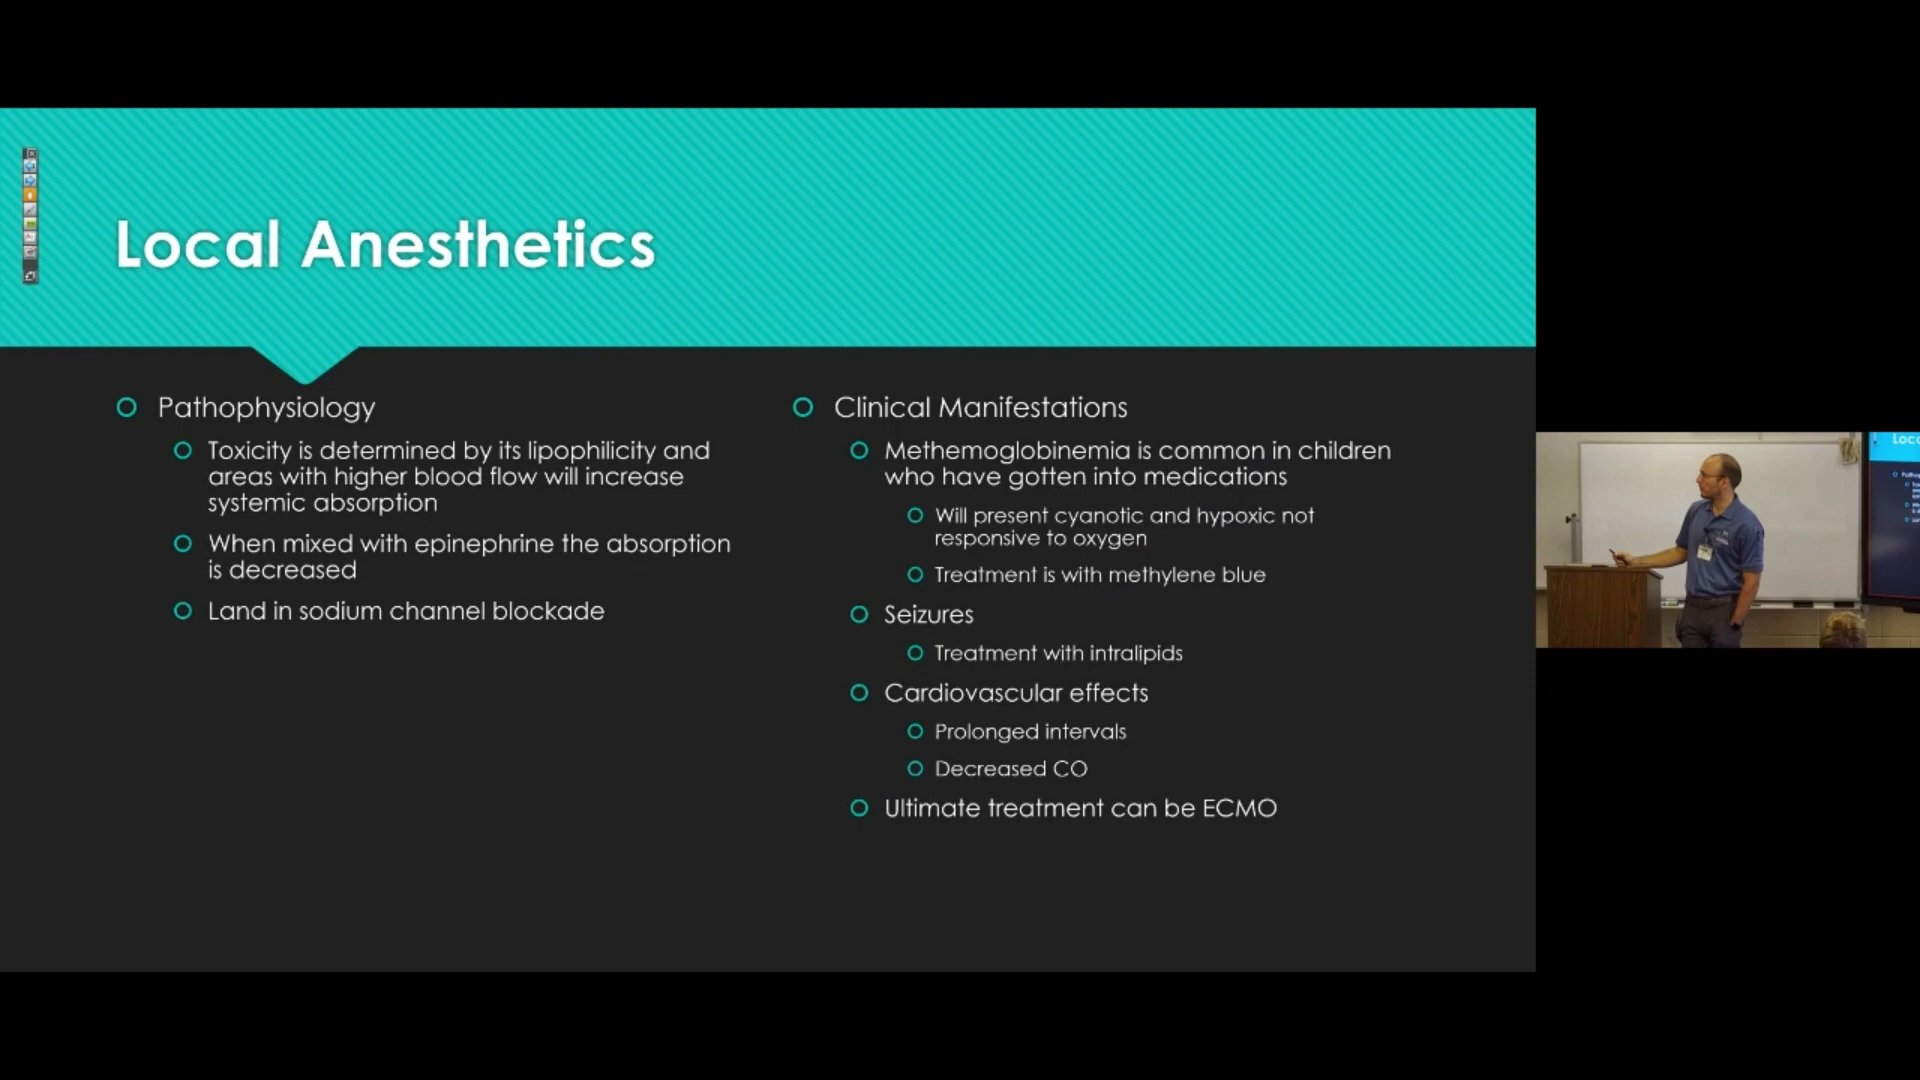 Local Anesthetics
Pathophysiology
Toxicity is determined by its lipophilicity and
areas with higher blood flow will increase
systemic absorption
When mixed with epinephrine the absorption
is decreased
Land in sodium channel blockade
Clinical Manifestations
Methemoglobinemia is common in children
who have gotten into medications
Will present cyanotic and hypoxic not
responsive to oxygen
Treatment is with methylene blue
Seizures
Treatment with intralipids
Cardiovascular effects
Prolonged intervals
Decreased CO
Ultimate treatment can be ECMO
Loc